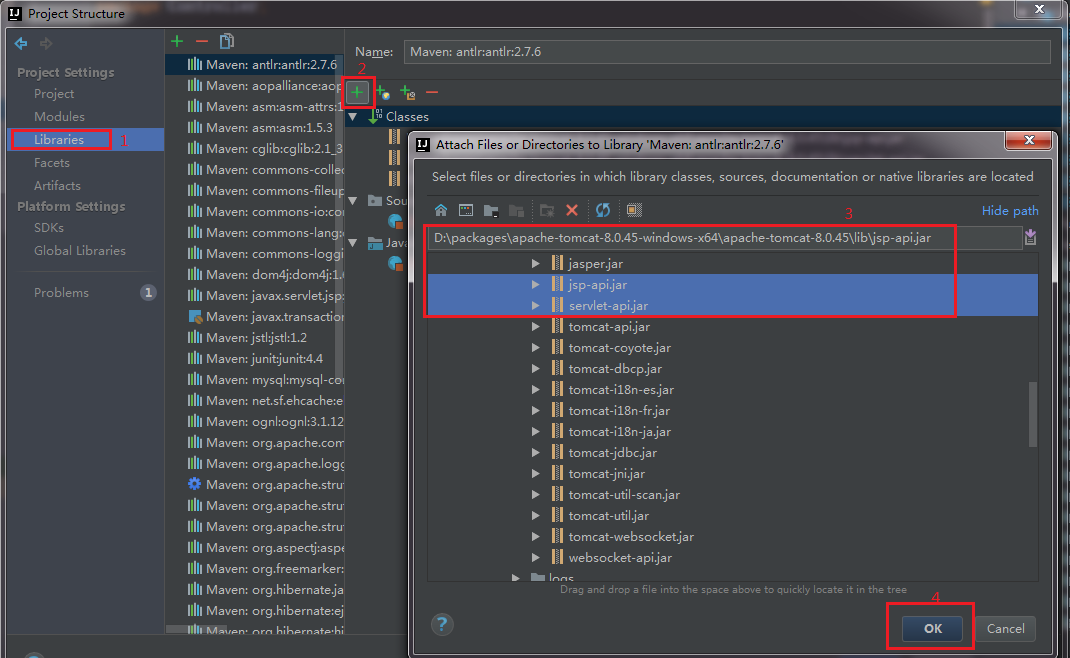 Project Structure
Name:
Maven: antlr:antlr:2.7.6
Project Settings
Project
Modules
Libraries
1
Facets
Artifacts
Platform Settings
SDKs
Global Libraries
Problems
1
Maven: antlr:antlr:2.7.6
Maven: aopalliance:aop
Maven: asm:asm-attrs:1
Maven: asm:asm:1.5.3
Maven: cglib:cglib:2.1_3
Maven: commons-collec
Maven: commons-fileup
Maven: commons-io:co
Maven: commons-lang:
Maven: commons-loggi
Maven: dom4j:dom4j:1.6
Maven: javax.servlet.jsp:
Maven: javax.transaction
Maven: jstl:jstl:1.2
Maven: junit:junit:4.4
Maven: mysql:mysql-co
Maven: net.sf.ehcache:e
Maven: ognl:ognl:3.1.12
Maven: org.apache.com
Maven: org.apache.logg
Maven: org.apache.stru
Maven: org.apache.stru
Maven: org.apache.stru
Maven: org.aspectj:aspe
Maven: org.freemarker:
Maven: org.hibernate.ja
Maven: org.hibernate:ej
Maven: org.hibernate:hi
2
Classes
Sou
Java
Attach Files or Directories to Library 'Maven: antlr:antlr:2.7.6'
Select files or directories in which library classes, sources, documentation or native libraries are located
3
Hide path
D:\packages\apache-tomcat-8.0.45-windows-x64\apache-tomcat-8.0.45\lib\jsp-api.jar
jasper.jar
jsp-api.jar
servlet-api.jar
tomcat-api.jar
tomcat-coyote.jar
tomcat-dbcp.jar
tomcat-i18n-es.jar
tomcat-i18n-fr.jar
tomcat-i18n-ja.jar
tomcat-jdbc.jar
tomcat-jni.jar
tomcat-util-scan.jar
tomcat-util.jar
tomcat-websocket.jar
websocket-api.jar
logs
Drag and drop a file into the space above to quickly locate it in the tree
4
OK
Cancel